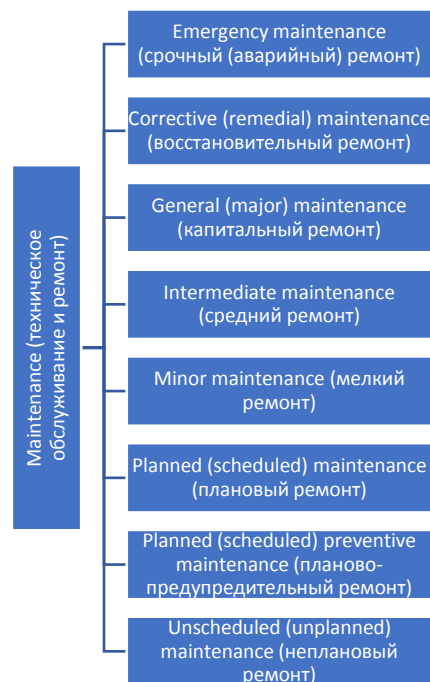 Maintenance (техническое
обслуживание и ремонт)
Emergency maintenance
(срочный (аварийный) ремонт)
Corrective (remedial) maintenance
(восстановительный ремонт)
General (major) maintenance
(капитальный ремонт)
Intermediate maintenance
(средний ремонт)
Minor maintenance (мелкий
ремонт)
Planned (scheduled) maintenance
(плановый ремонт)
Planned (scheduled) preventive
maintenance (планово-
предупредительный ремонт)
Unscheduled (unplanned)
maintenance (неплановый
ремонт)